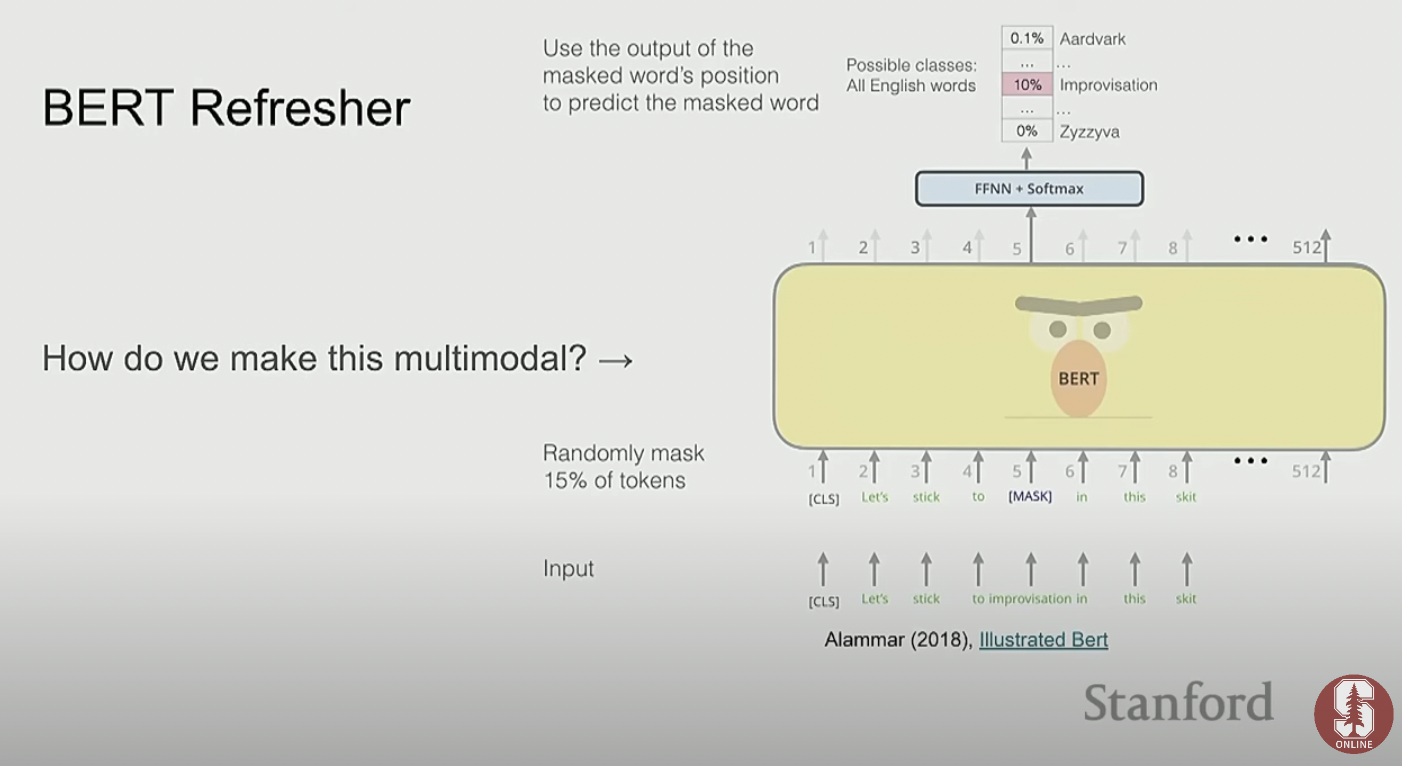 BERT Refresher
Use the output of the
masked word's position
to predict the masked word
Possible classes:
All English words
0.1% Aardvark
... ...
10% Improvisation
... ...
0% Zyzzyva
FFNN + Softmax
1 2 3 4 5 6 7 8 ••• 512
BERT
How do we make this multimodal? →
Randomly mask
15% of tokens
1 2 3 4 5 6 7 8 ••• 512
[CLS] Let's stick to [MASK] in this skit
Input
[CLS] Let's stick to improvisation in this skit
Alammar (2018), Illustrated Bert
Stanford
S
ONLINE